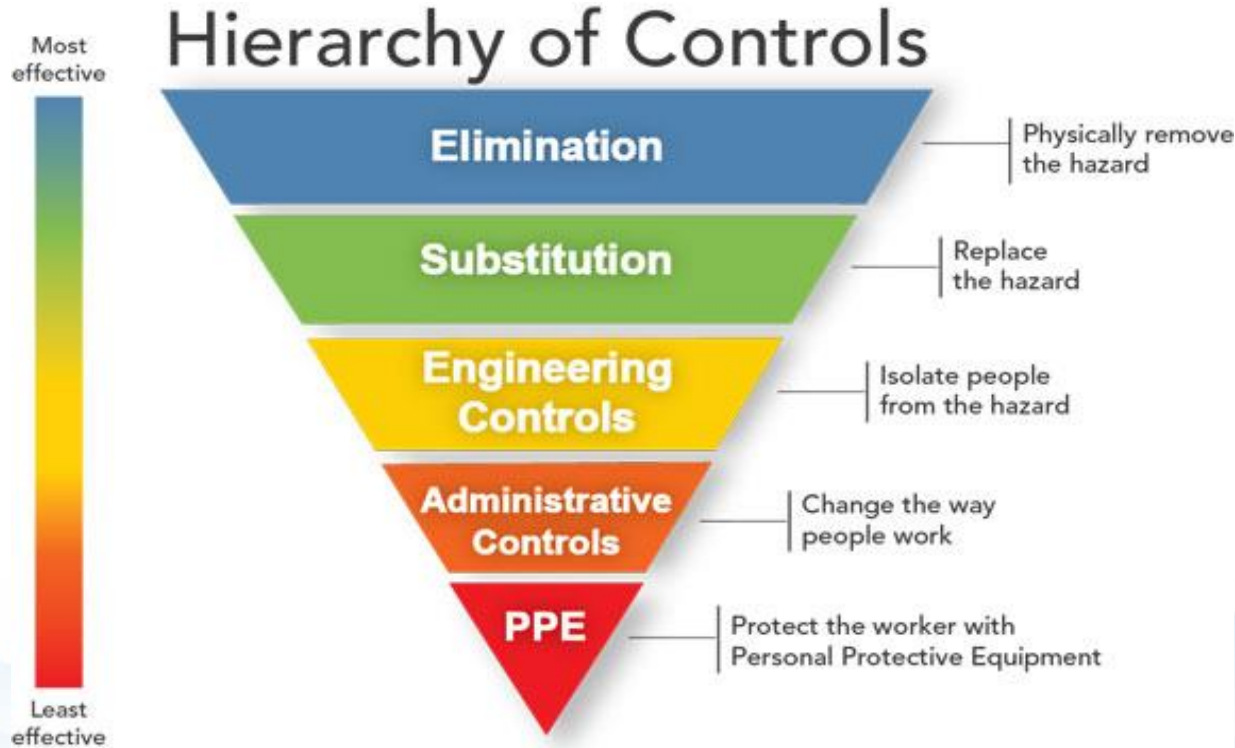 Hierarchy of Controls
Most
effective
Elimination
Physically remove
the hazard
Substitution
Replace
the hazard
Engineering
Controls
Isolate people
from the hazard
Administrative
Controls
Change the way
people work
PPE
Protect the worker with
Personal Protective Equipment
Least
effective